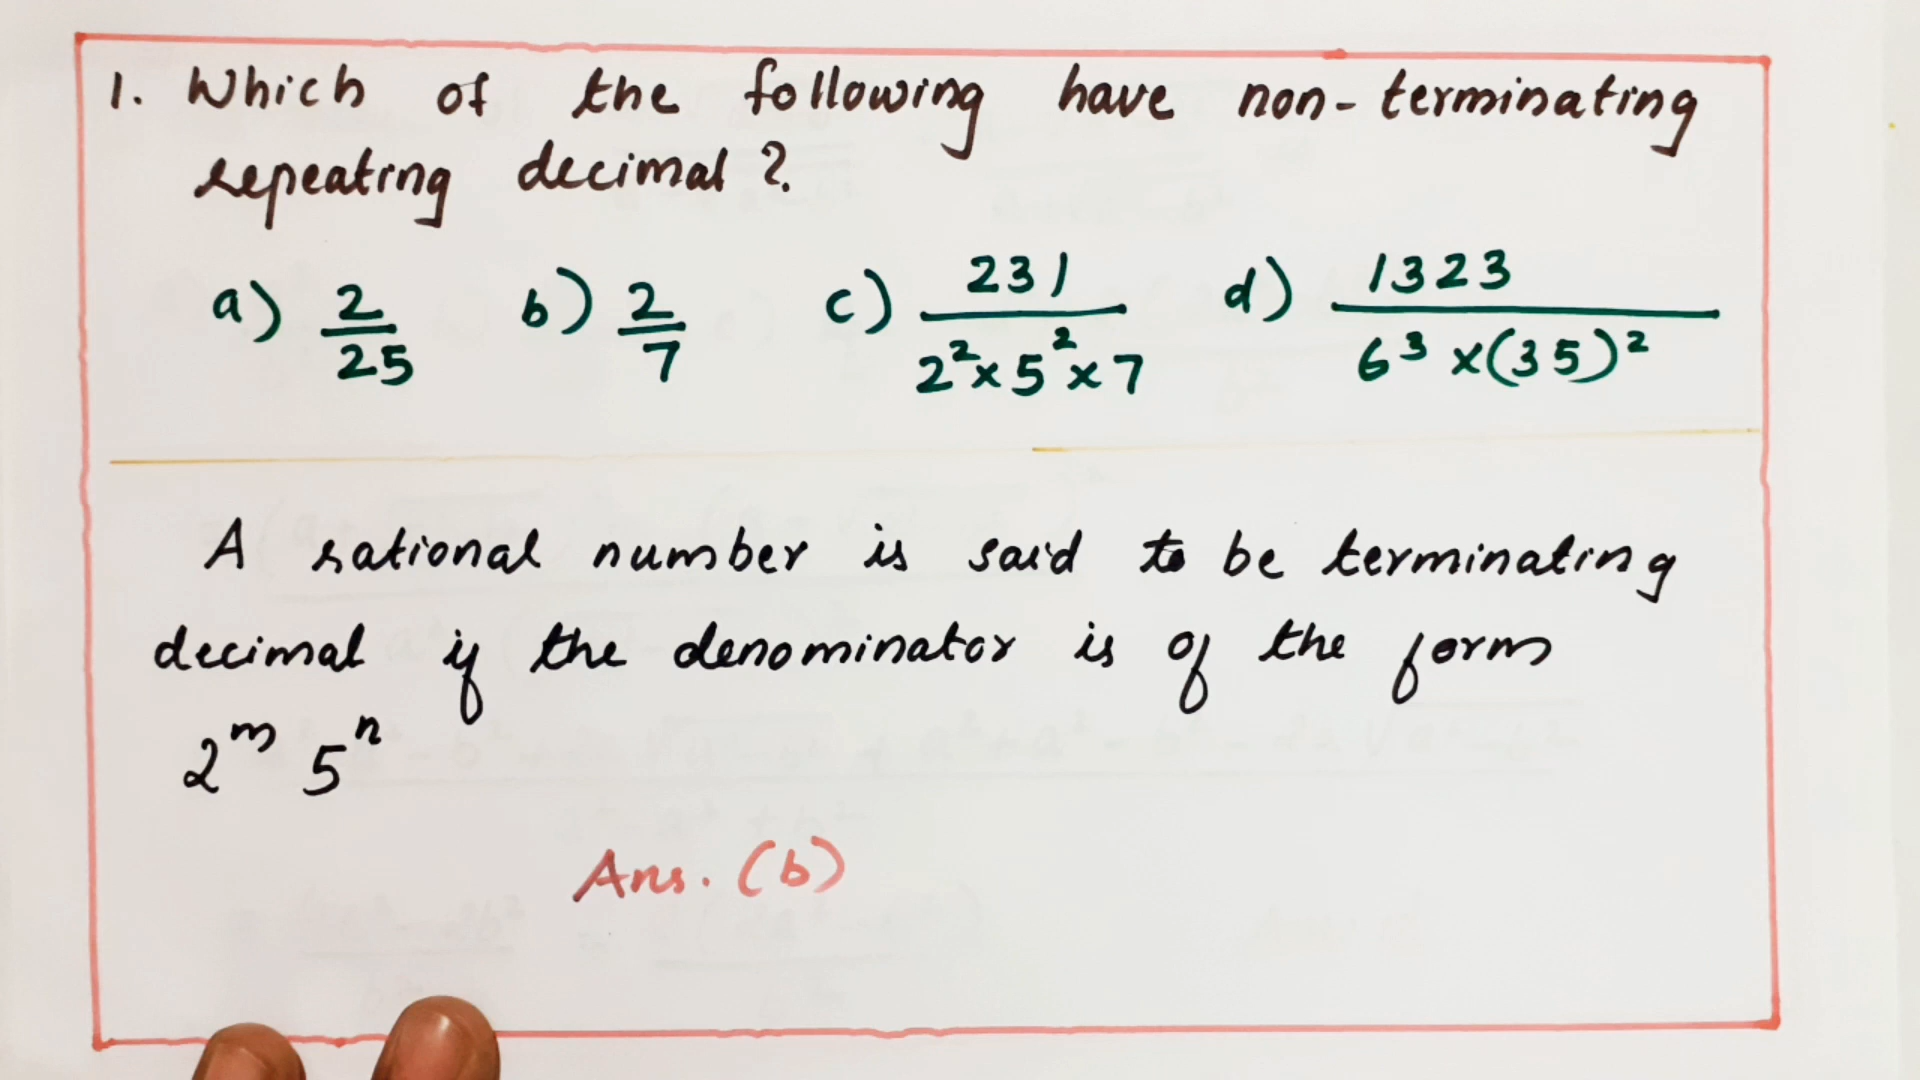 1. Which of the following have non-terminating
repeating decimal?
a) 2/25 b) 2/7 c) 231/2²×5²×7 d) 1323/6³×(35)²
A rational number is said to be terminating
decimal if the denominator is of the form
2ᵐ 5ⁿ
Ans. (b)